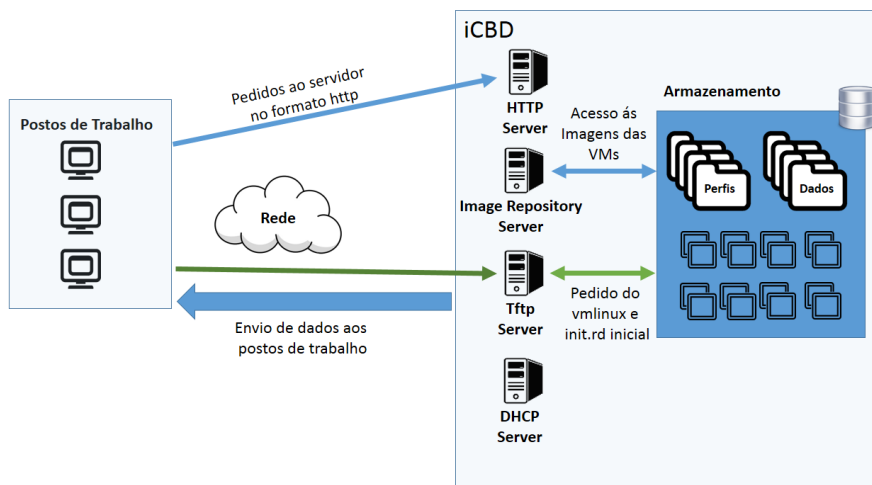 iCBD
Pedidos ao servidor
no formato http
HTTP
Server
Armazenamento
Postos de Trabalho
Acesso ás
Imagens das
VMs
Perfis
Dados
Image Repository
Server
Rede
Tftp
Server
Pedido do
vmlinux e
init.rd inicial
Envio de dados aos
postos de trabalho
DHCP
Server